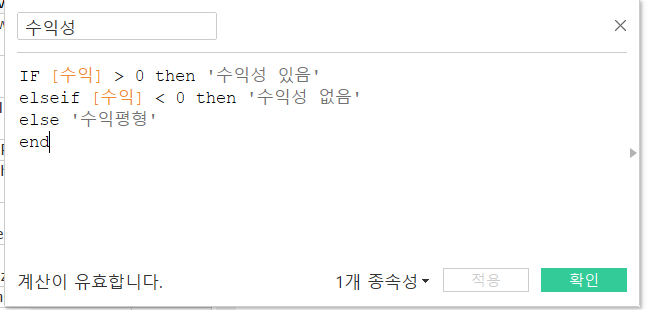 수익성
IF [수익] > 0 then '수익성 있음'
elseif [수익] < 0 then '수익성 없음'
else '수익평형'
end
계산이 유효합니다.
1개 종속성
적용
확인